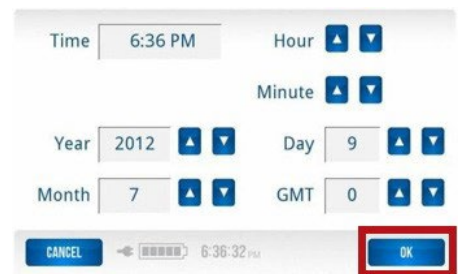 Time 6:36 PM Hour
Minute
Year 2012 Day 9
Month 7 GMT 0
CANCEL 6:36:32 PM OK